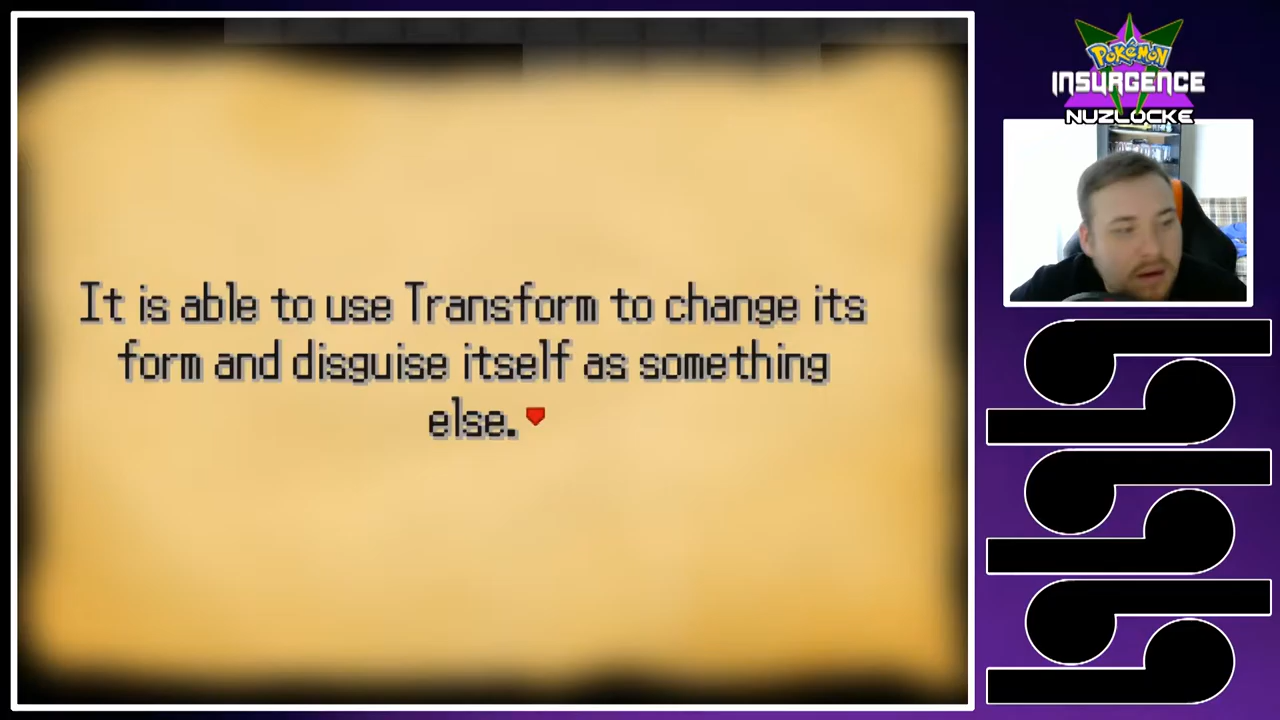 It is able to use Transform to change its
form and disguise itself as something
else.
POKéMON
INSURGENCE
NUZLOCKE